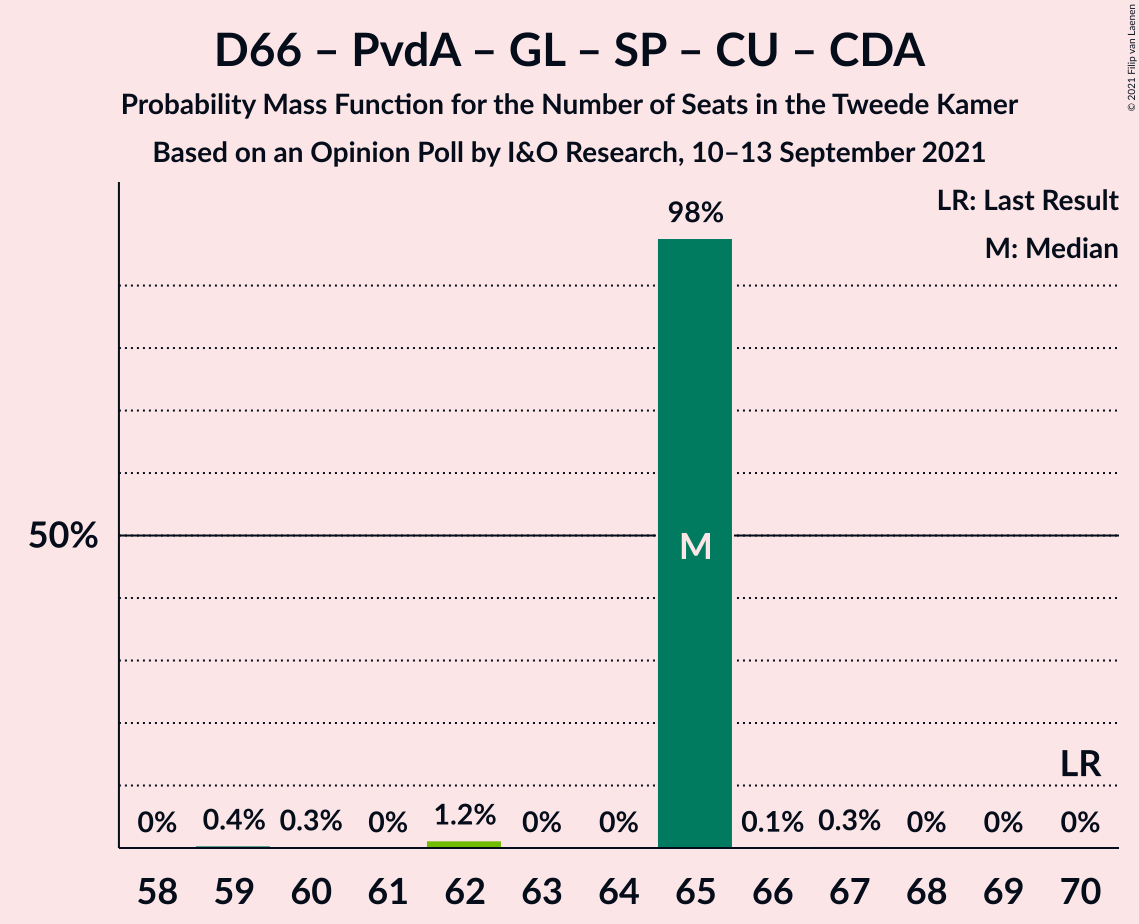 D66 – PvdA – GL – SP – CU – CDA
Probability Mass Function for the Number of Seats in the Tweede Kamer
Based on an Opinion Poll by I&O Research, 10–13 September 2021
© 2021 Filip van Laenen
LR: Last Result
M: Median
98%
50%
M
LR
0% 0.4% 0.3% 0% 1.2% 0% 0% 0.1% 0.3% 0% 0% 0%
58 59 60 61 62 63 64 65 66 67 68 69 70